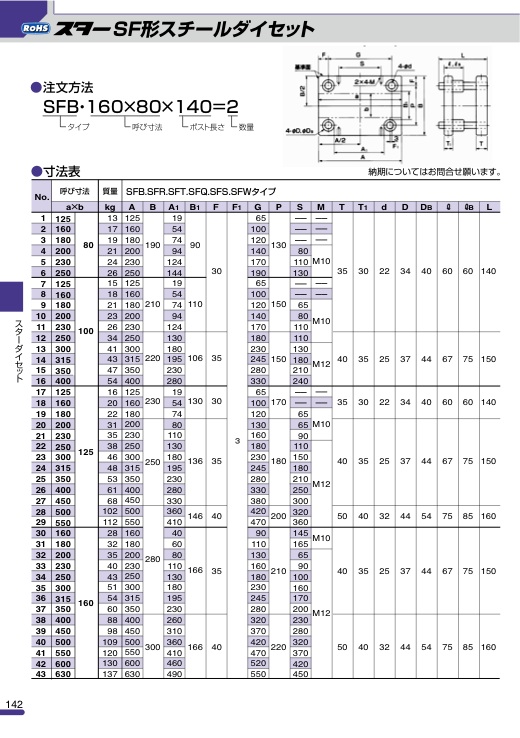 RoHS スターSF形スチールダイセット
●注文方法
SFB・160×80×140=2
タイプ 呼び寸法 ポスト長さ 数量
F G F₁ S 4-φd 基準面 2×4-M B/2 a b B₁ P B 4-φD.φDB A/2 3 F₁ A₁ A
L ℓ.ℓB T₁ T
●寸法表
納期についてはお問合せ願います。
No. 呼び寸法 質量 SFB.SFR.SFT.SFQ.SFS.SFWタイプ
a×b kg A B A₁ B₁ F F₁ G P S M T T₁ d D DB ℓ ℓB L
1 125 80 13 125 190 19 90 30 3 65 130 — — 35 30 22 34 40 60 60 140
2 160 17 160 54 100 — —
3 180 19 180 74 120 — —
4 200 21 200 94 140 80 M10
5 230 24 230 124 170 110
6 250 26 250 144 190 130
7 125 100 15 125 210 19 110 65 150 — —
8 160 18 160 54 100 — —
9 180 21 180 74 120 65 M10
10 200 23 200 94 140 80
11 230 26 230 124 170 110
12 250 34 250 220 130 106 35 180 150 110 M12 40 35 25 37 44 67 75 150
13 300 41 300 180 230 130
14 315 43 315 195 245 180
15 350 47 350 230 280 210
16 400 54 400 280 330 240
17 125 125 16 125 230 19 130 30 65 170 — — 35 30 22 34 40 60 60 140
18 160 20 160 54 100 — —
19 180 22 180 250 74 136 35 120 180 65 M10 40 35 25 37 44 67 75 150
20 200 31 200 80 130 65
21 230 35 230 110 160 90
22 250 38 250 130 180 110 M12
23 300 46 300 180 230 150
24 315 48 315 195 245 180
25 350 53 350 230 280 210
26 400 61 400 280 330 250
27 450 68 450 330 380 300
28 500 102 500 360 146 40 420 200 320 50 40 32 44 54 75 85 160
29 550 112 550 410 470 360
30 160 160 28 160 280 40 166 35 90 210 145 M10 40 35 25 37 44 67 75 150
31 180 32 180 60 110 165
32 200 35 200 80 130 65 M12
33 230 40 230 110 160 90
34 250 43 250 130 180 100
35 300 51 300 180 230 160
36 315 54 315 195 245 170
37 350 60 350 230 280 200
38 400 88 400 300 260 166 40 320 220 230 50 40 32 44 54 75 85 160
39 450 98 450 310 370 280
40 500 109 500 360 420 320
41 550 120 550 410 470 370
42 600 130 600 460 520 420
43 630 137 630 490 550 450
スターダイセット
142